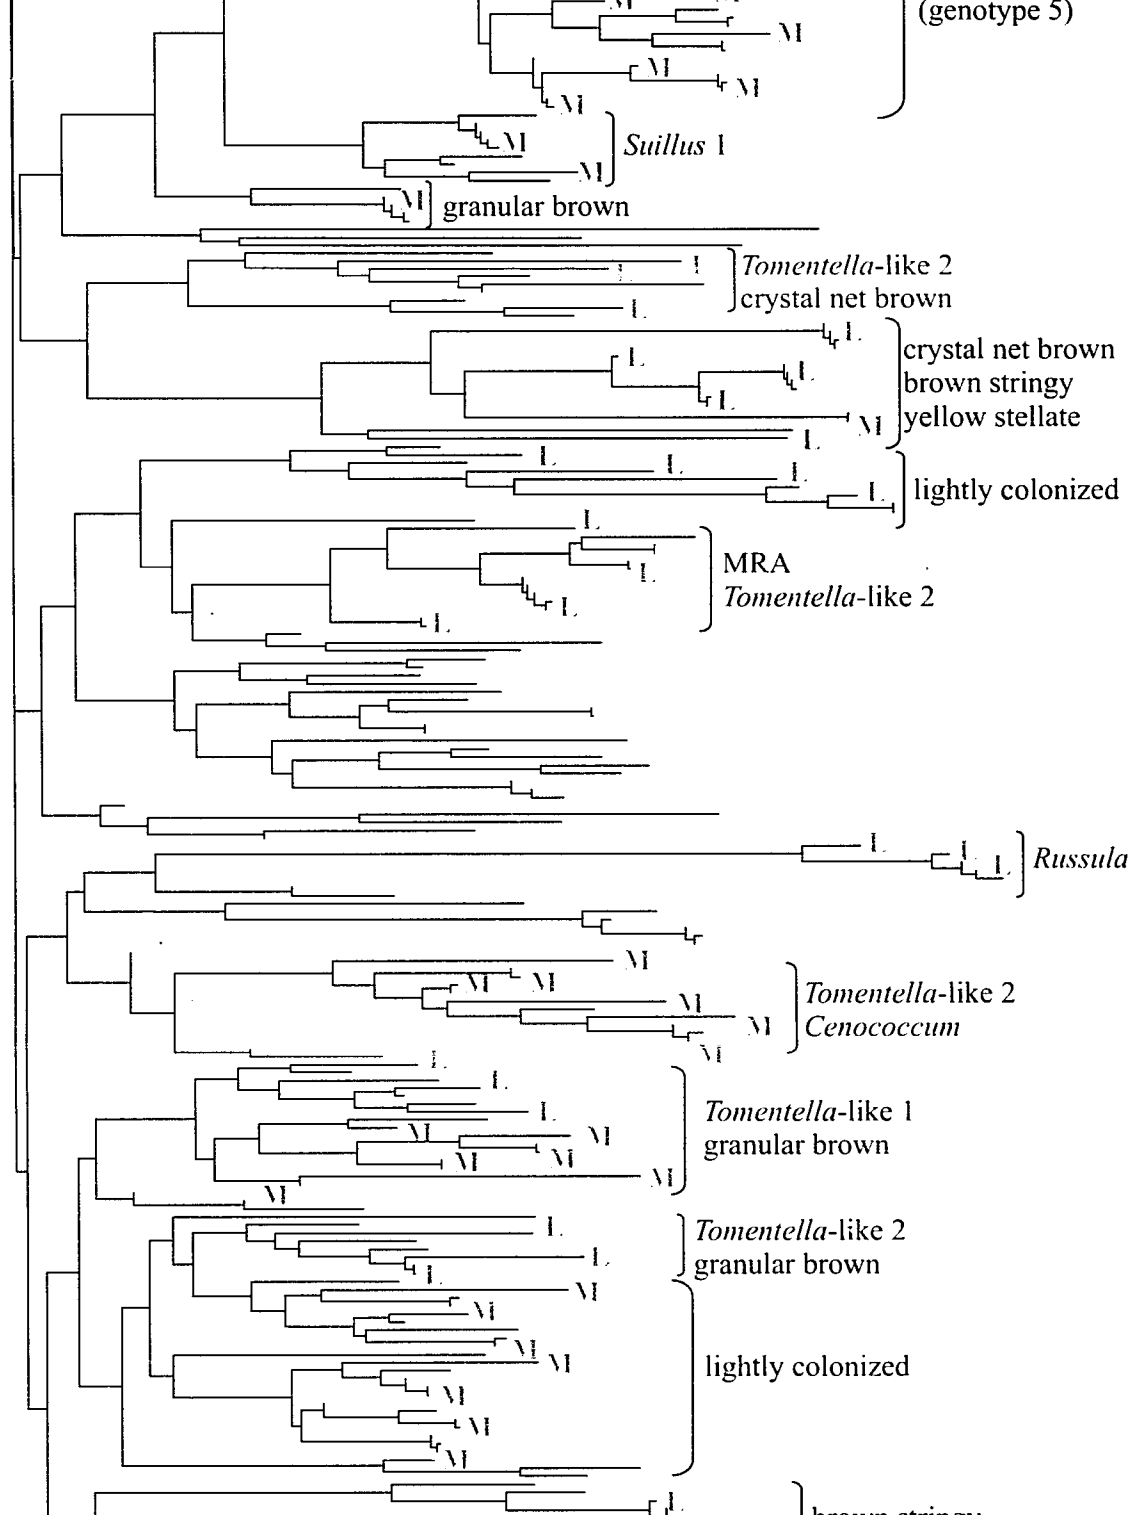 (genotype 5)
M
M
M
M
M
Suillus 1
M
M
granular brown
Tomentella-like 2
crystal net brown
L
L
crystal net brown
brown stringy
yellow stellate
L
L
L
L
M
L
L
L
L
L
lightly colonized
L
MRA
Tomentella-like 2
L
L
L
L
L
L
Russula
M
M
M
M
M
M
Tomentella-like 2
Cenococcum
L
L
L
Tomentella-like 1
granular brown
M
M
M
M
M
M
L
Tomentella-like 2
granular brown
L
L
M
M
M
M
lightly colonized
M
M
M
L
brown stringy